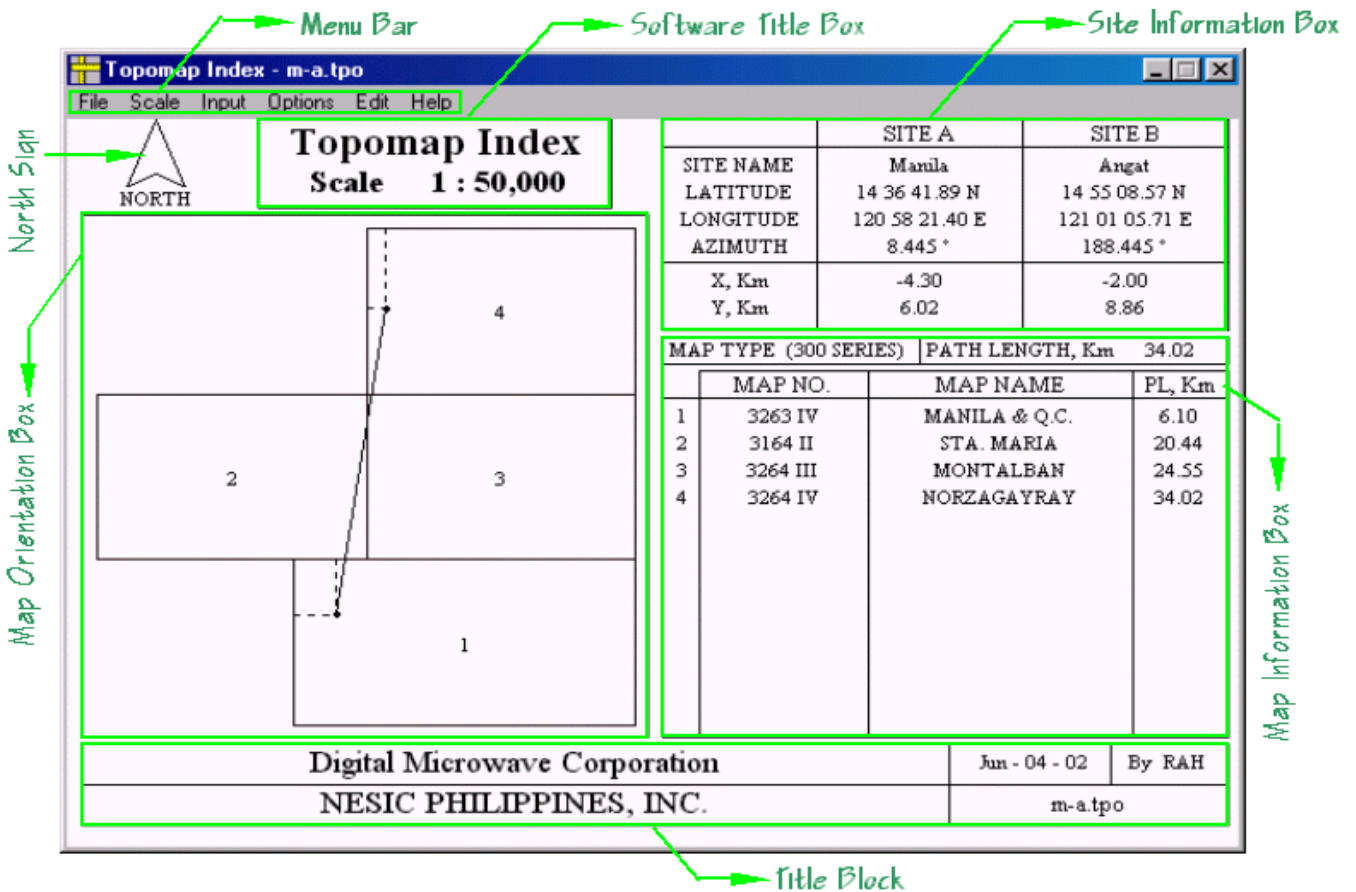 Menu Bar
Software Title Box
Site Information Box
Topomap Index - m-a.tpo
File Scale Input Options Edit Help
North Sign
NORTH
Topomap Index
Scale 1 : 50,000
SITE A SITE B
SITE NAME Manila Angat
LATITUDE 14 36 41.89 N 14 55 08.57 N
LONGITUDE 120 58 21.40 E 121 01 05.71 E
AZIMUTH 8.445 ° 188.445 °
X, Km -4.30 -2.00
Y, Km 6.02 8.86
Map Orientation Box
4
2
3
1
MAP TYPE (300 SERIES) PATH LENGTH, Km 34.02
MAP NO. MAP NAME PL, Km
1 3263 IV MANILA & Q.C. 6.10
2 3164 II STA. MARIA 20.44
3 3264 III MONTALBAN 24.55
4 3264 IV NORZAGAYRAY 34.02
Map Information Box
Digital Microwave Corporation Jun - 04 - 02 By RAH
NESIC PHILIPPINES, INC. m-a.tpo
Title Block